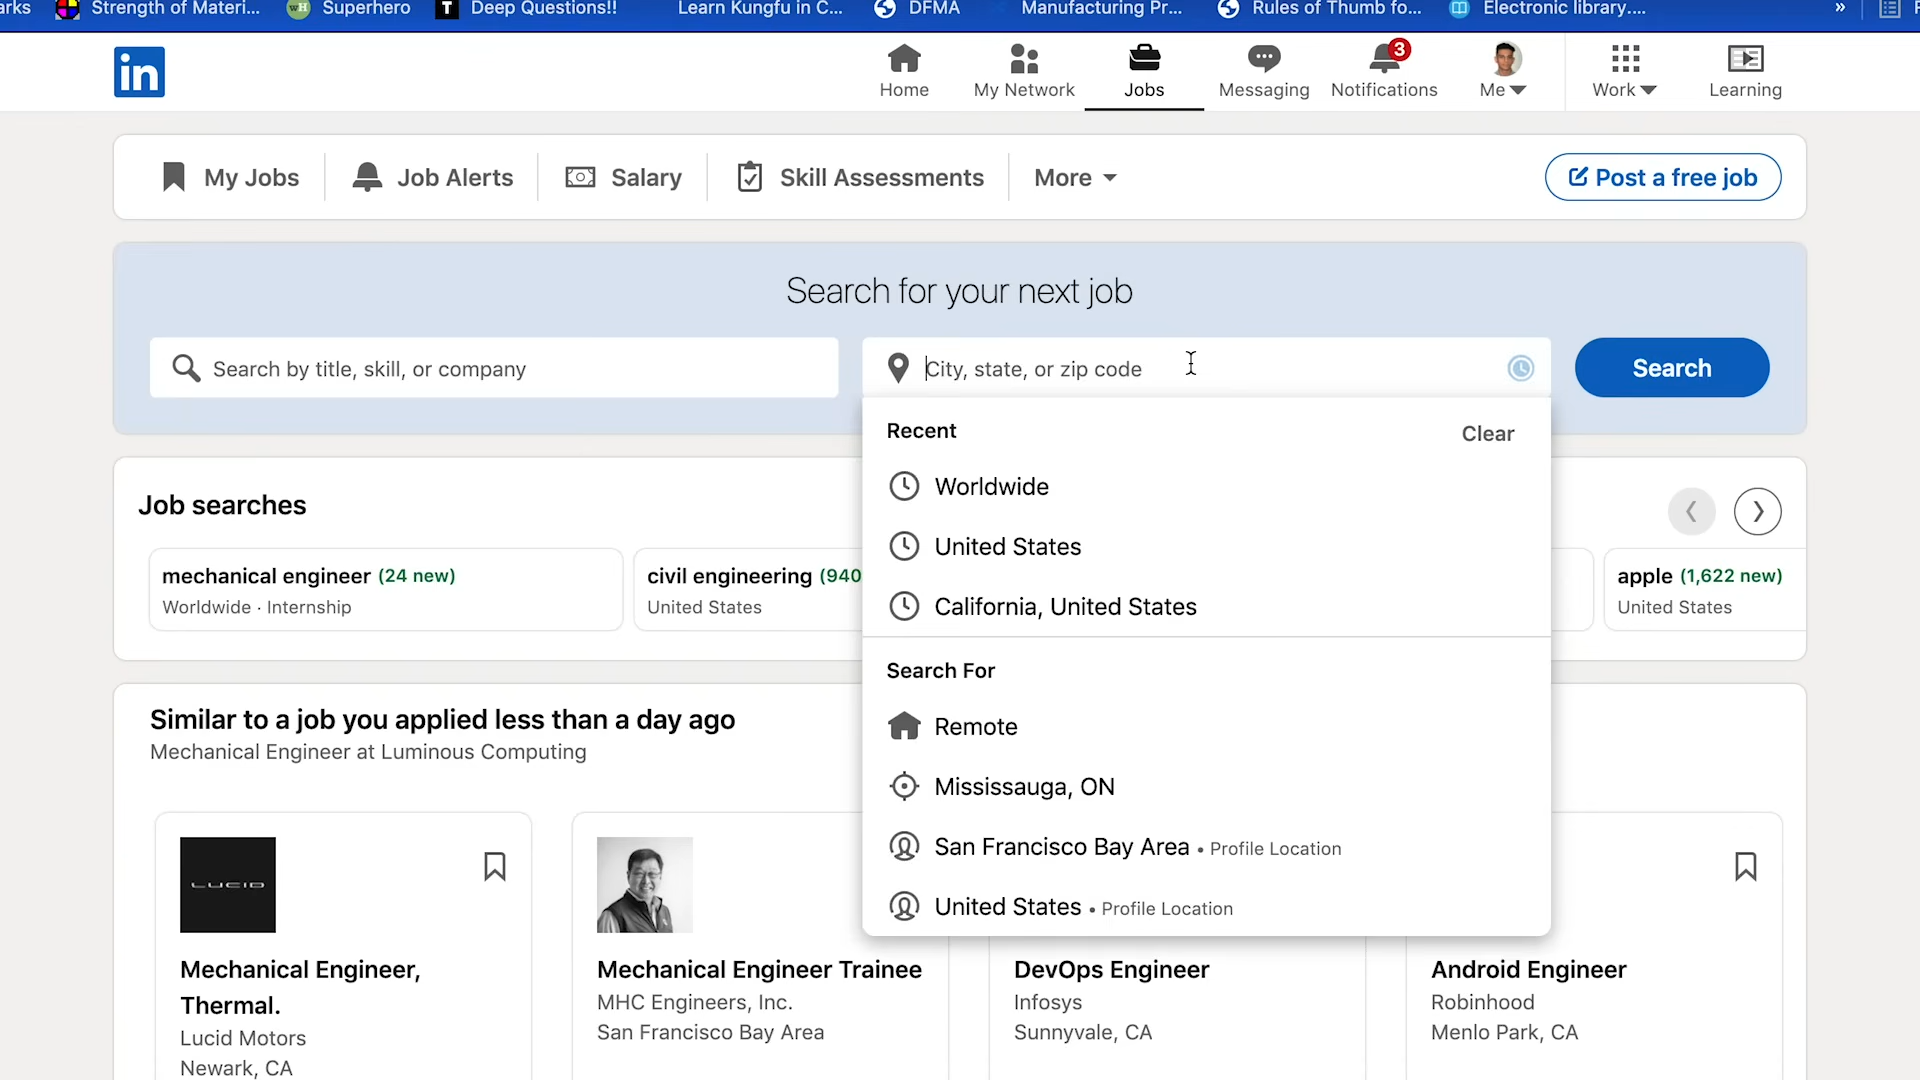 arks
Strength of Materi...
WH
Superhero
T
Deep Questions!!
Learn Kungfu in C...
DFMA
Manufacturing Pr...
Rules of Thumb fo...
Electronic library....
»
in
Home
My Network
Jobs
Messaging
3
Notifications
Me
Work
Learning
My Jobs
Job Alerts
Salary
Skill Assessments
More
Post a free job
Search for your next job
Search by title, skill, or company
City, state, or zip code
Search
Recent
Clear
Worldwide
United States
California, United States
Search For
Remote
Mississauga, ON
San Francisco Bay Area • Profile Location
United States • Profile Location
Job searches
mechanical engineer (24 new)
Worldwide · Internship
civil engineering (940
United States
apple (1,622 new)
United States
Similar to a job you applied less than a day ago
Mechanical Engineer at Luminous Computing
LUCID
Mechanical Engineer,
Thermal.
Lucid Motors
Newark, CA
Mechanical Engineer Trainee
MHC Engineers, Inc.
San Francisco Bay Area
DevOps Engineer
Infosys
Sunnyvale, CA
Android Engineer
Robinhood
Menlo Park, CA